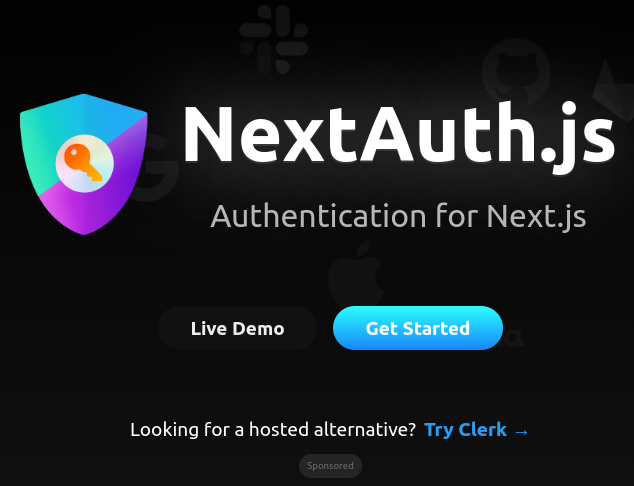 NextAuth.js
Authentication for Next.js
Live Demo
Get Started
Looking for a hosted alternative? Try Clerk →
Sponsored